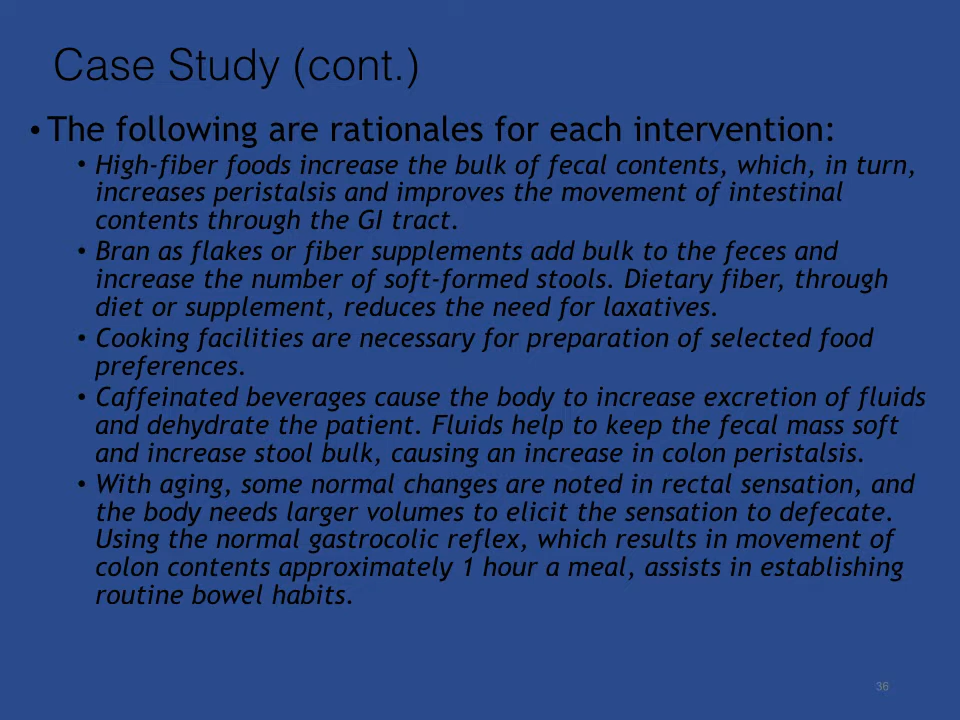 Case Study (cont.)
• The following are rationales for each intervention:
• High-fiber foods increase the bulk of fecal contents, which, in turn,
increases peristalsis and improves the movement of intestinal
contents through the GI tract.
• Bran as flakes or fiber supplements add bulk to the feces and
increase the number of soft-formed stools. Dietary fiber, through
diet or supplement, reduces the need for laxatives.
• Cooking facilities are necessary for preparation of selected food
preferences.
• Caffeinated beverages cause the body to increase excretion of fluids
and dehydrate the patient. Fluids help to keep the fecal mass soft
and increase stool bulk, causing an increase in colon peristalsis.
• With aging, some normal changes are noted in rectal sensation, and
the body needs larger volumes to elicit the sensation to defecate.
Using the normal gastrocolic reflex, which results in movement of
colon contents approximately 1 hour a meal, assists in establishing
routine bowel habits.
36